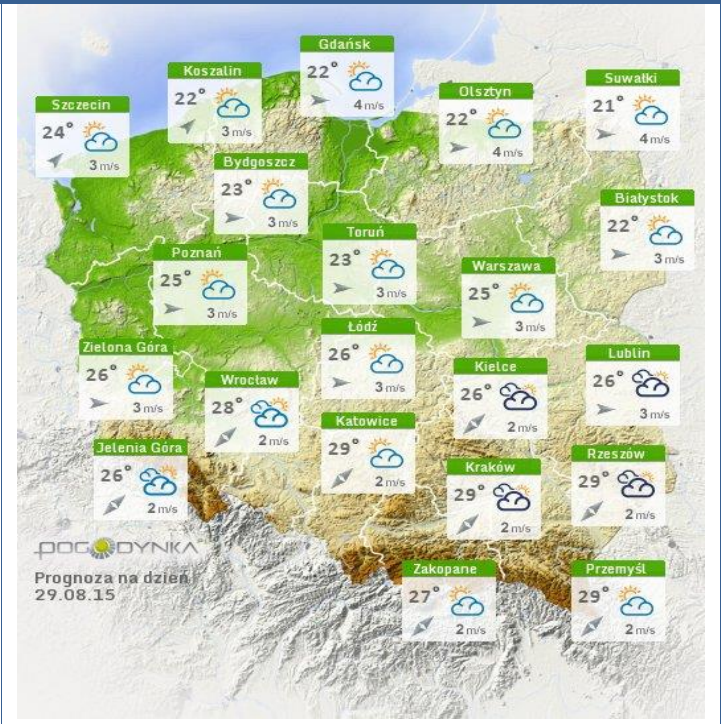 Gdańsk
22°
4 m/s
Koszalin
22°
3 m/s
Suwałki
21°
4 m/s
Olsztyn
22°
4 m/s
Szczecin
24°
3 m/s
Bydgoszcz
23°
3 m/s
Białystok
22°
3 m/s
Toruń
23°
3 m/s
Poznań
25°
3 m/s
Warszawa
25°
3 m/s
Łódź
26°
3 m/s
Zielona Góra
26°
3 m/s
Lublin
26°
3 m/s
Kielce
26°
2 m/s
Wrocław
28°
2 m/s
Katowice
29°
2 m/s
Jelenia Góra
26°
2 m/s
Rzeszów
29°
2 m/s
Kraków
29°
2 m/s
POGODYNKA
Prognoza na dzień
29.08.15
Zakopane
27°
2 m/s
Przemyśl
29°
2 m/s